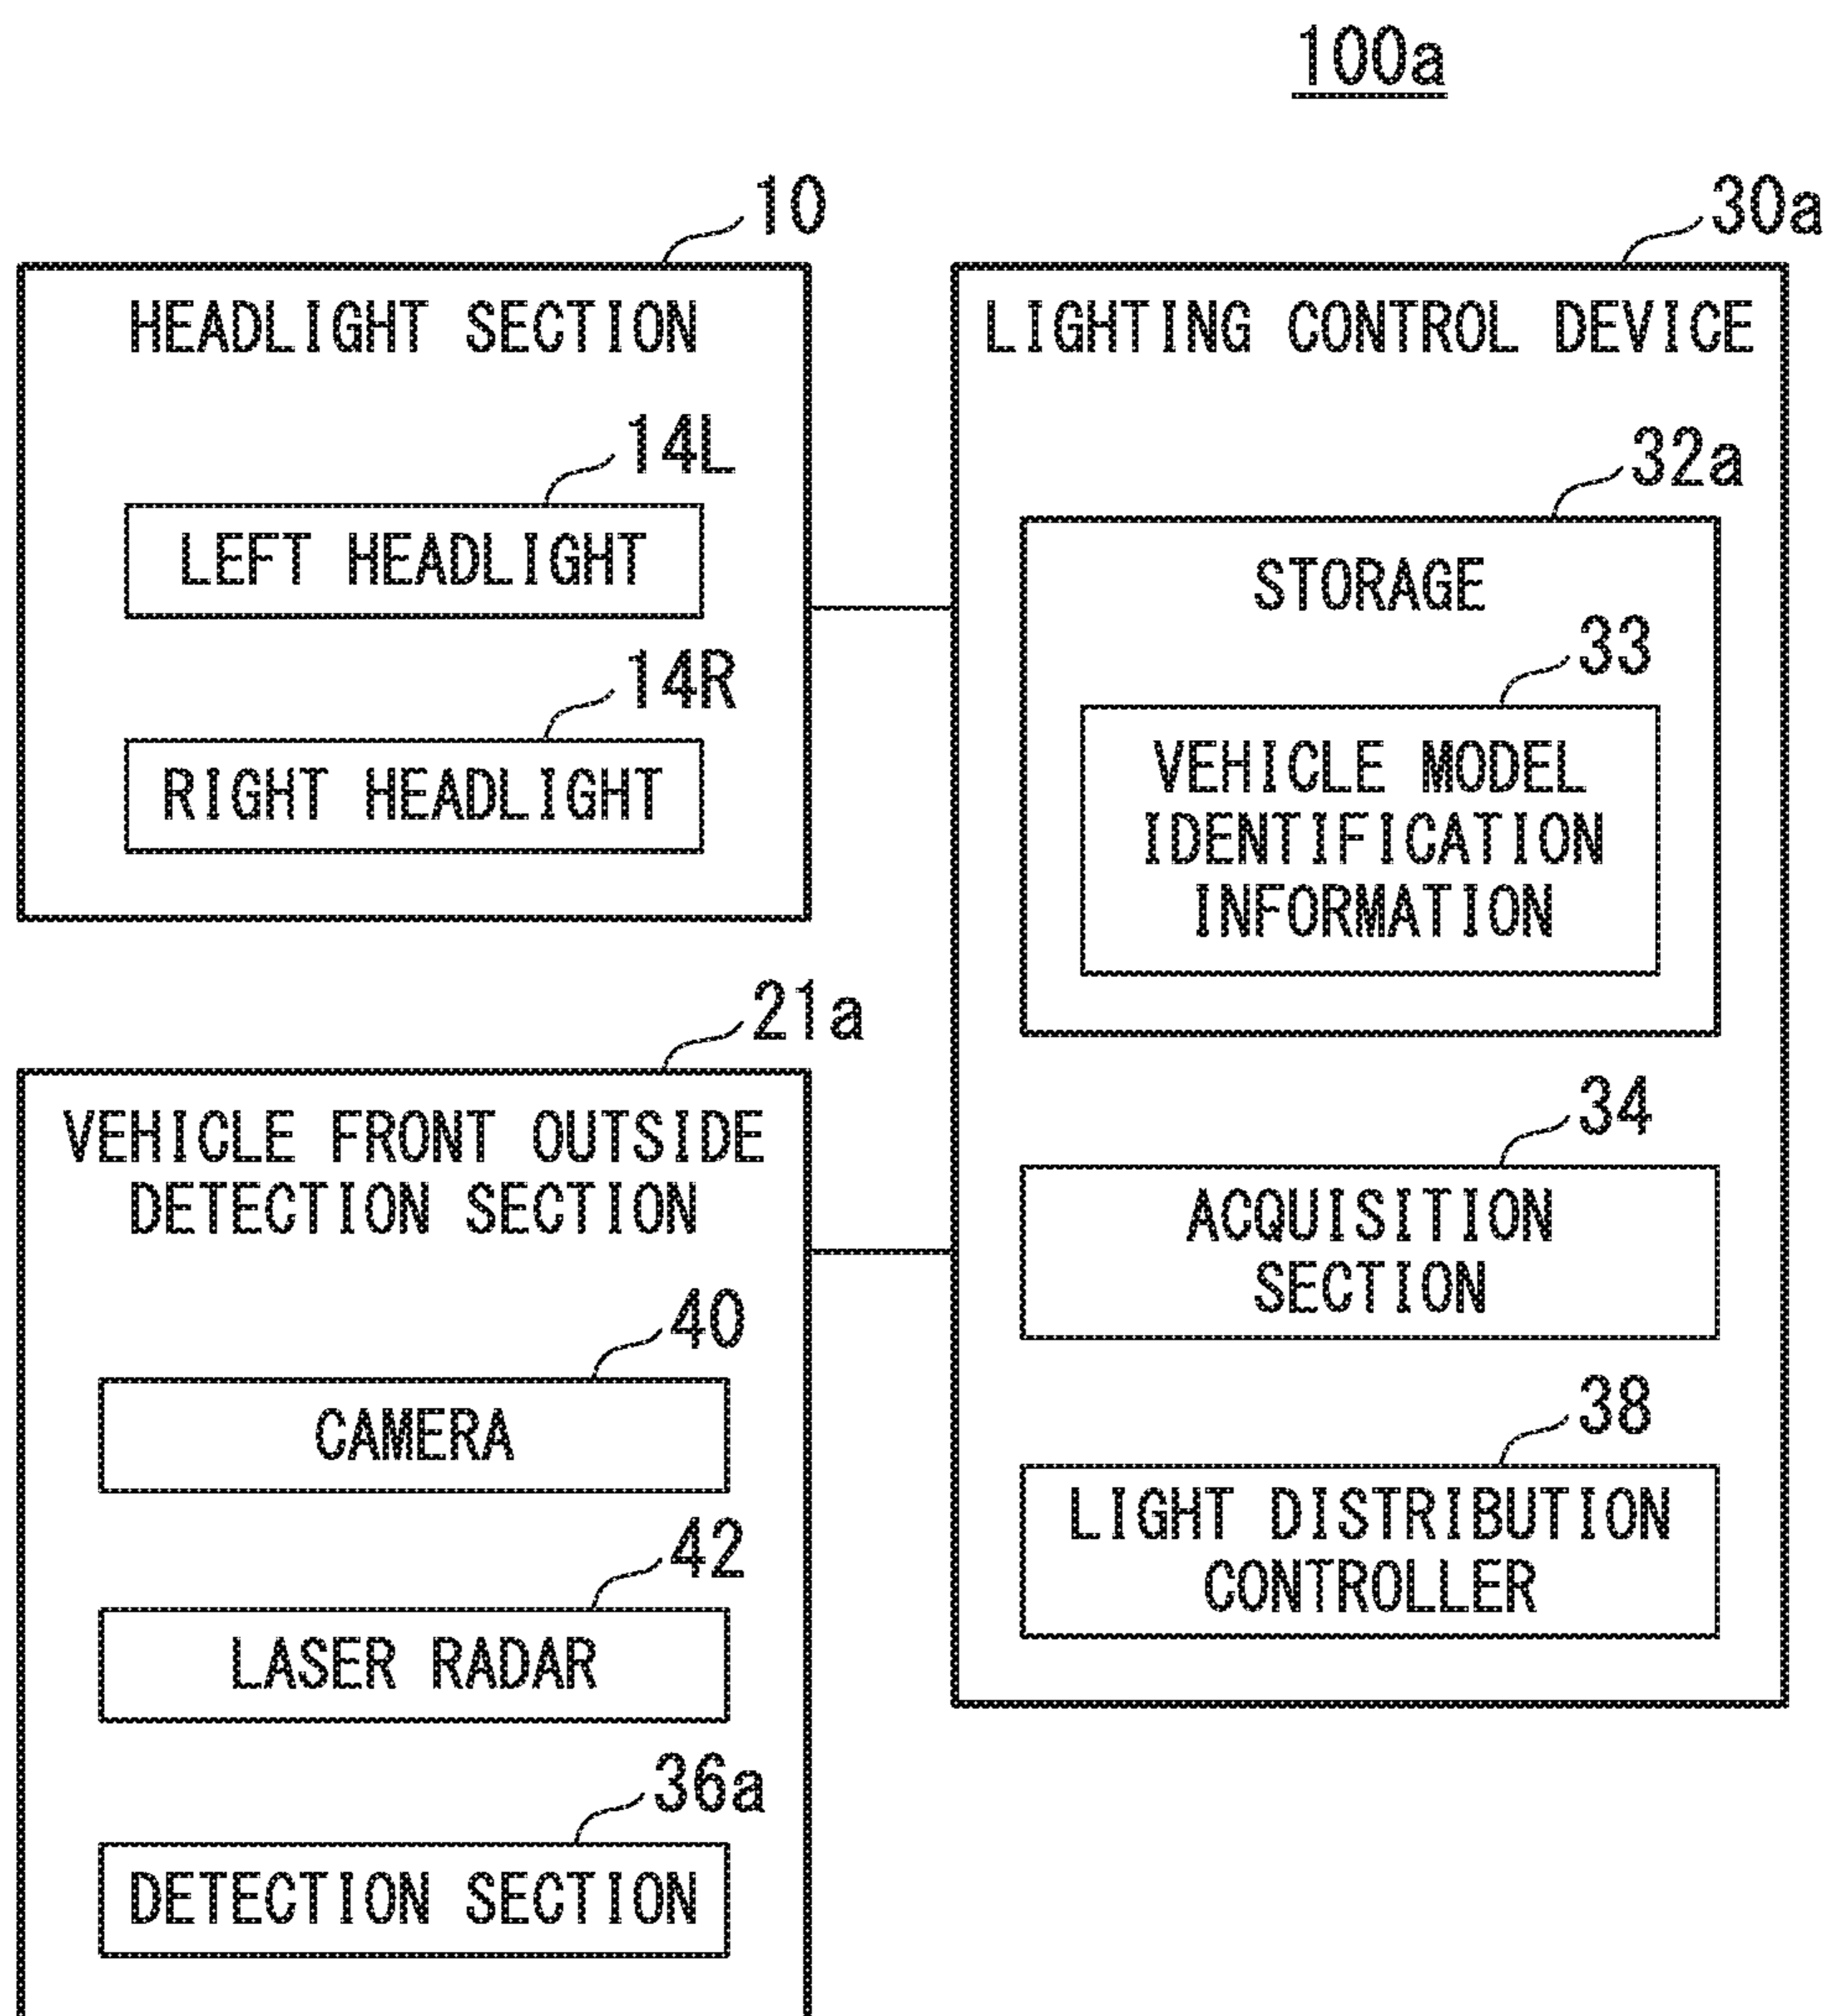 100a
10
HEADLIGHT SECTION
14L
LEFT HEADLIGHT
14R
RIGHT HEADLIGHT
21a
VEHICLE FRONT OUTSIDE
DETECTION SECTION
40
CAMERA
42
LASER RADAR
36a
DETECTION SECTION
30a
LIGHTING CONTROL DEVICE
32a
STORAGE
33
VEHICLE MODEL
IDENTIFICATION
INFORMATION
34
ACQUISITION
SECTION
38
LIGHT DISTRIBUTION
CONTROLLER